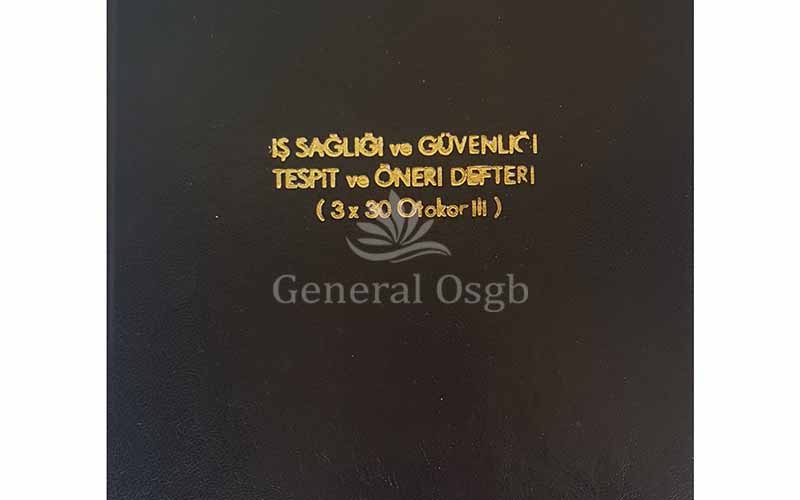 İŞ SAĞLIĞI ve GÜVENLİĞİ
TESPİT ve ÖNERİ DEFTERİ
( 3 x 30 Otokopili )
General Osgb